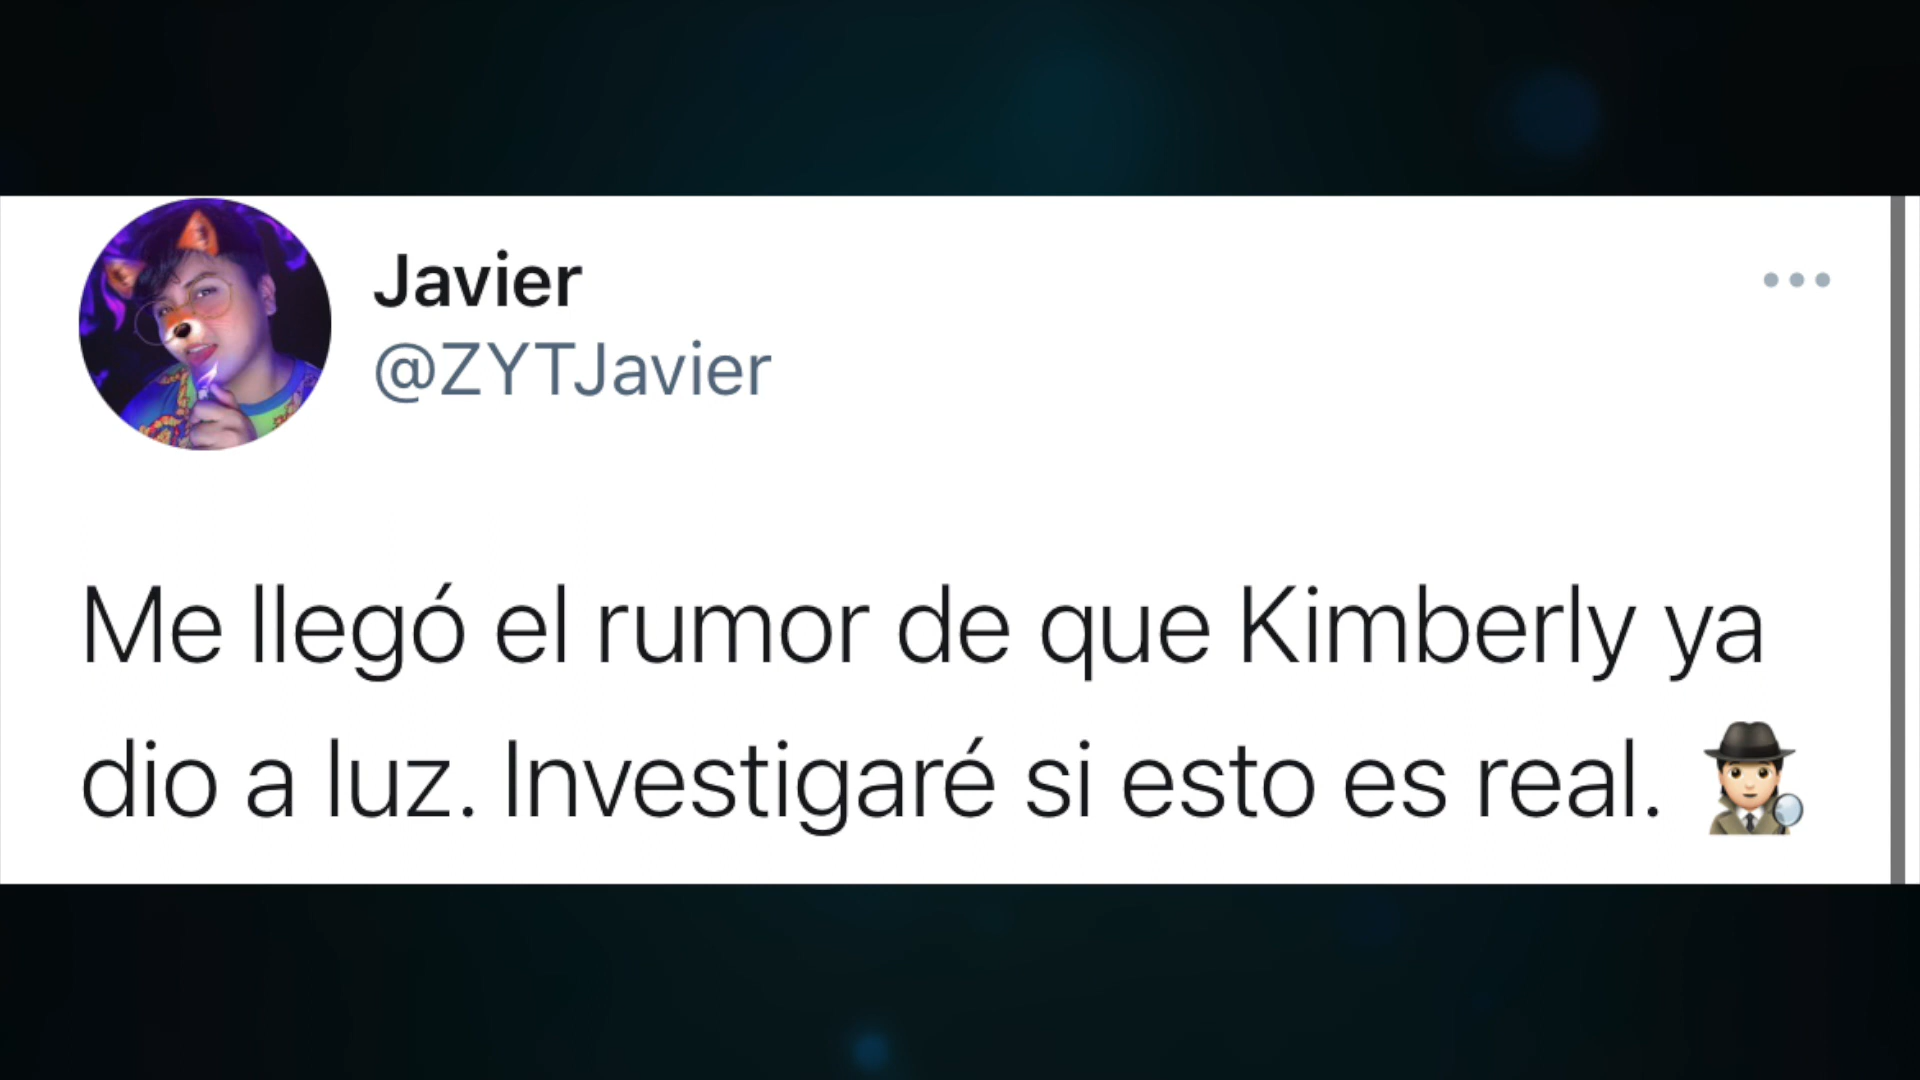 Javier
@ZYTJavier
Me llegó el rumor de que Kimberly ya
dio a luz. Investigaré si esto es real. 🕵🏻